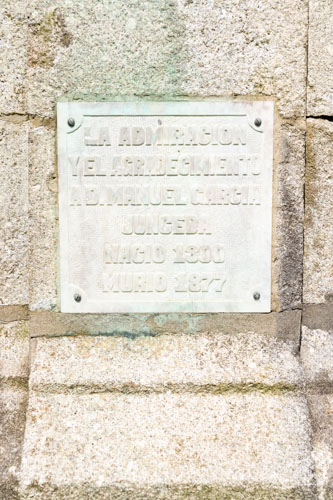 LA ADMIRACION
Y EL AGRADECIMIENTO
A D. MANUEL GARCIA
JUNCEDA
NACIO 1800
MURIO 1877